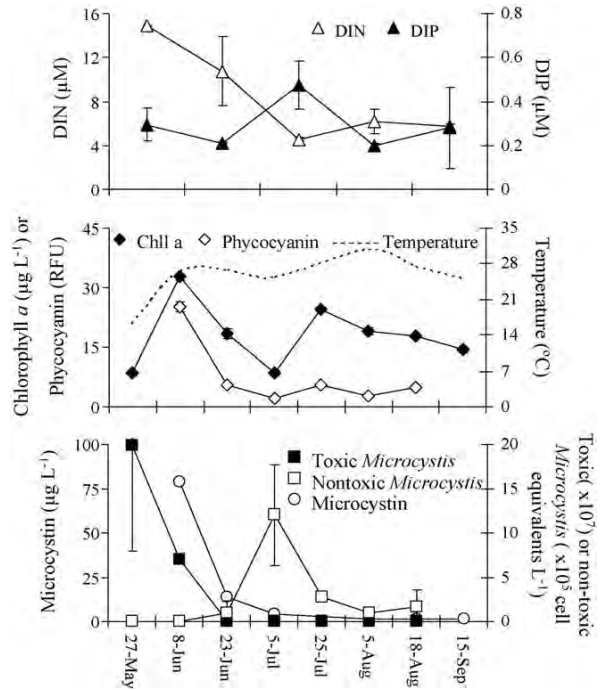 16
12
8
4
0
DIN
(µM)
DIN
DIP
0.8
0.6
0.4
0.2
0
DIP
(µM)
45
30
15
0
Chlorophyll a (µg L-1) or
Phycocyanin (RFU)
Chll a
Phycocyanin
Temperature
35
28
21
14
7
0
Temperature
(°C)
100
75
50
25
0
Microcystin (µg L-1)
Toxic Microcystis
Nontoxic Microcystis
Microcystin
20
15
10
5
0
Toxic( x10⁷) or non-toxic
Microcystis ( x10⁵ cell
equivalents L-1)
27-May
8-Jun
23-Jun
5-Jul
25-Jul
5-Aug
18-Aug
15-Sep